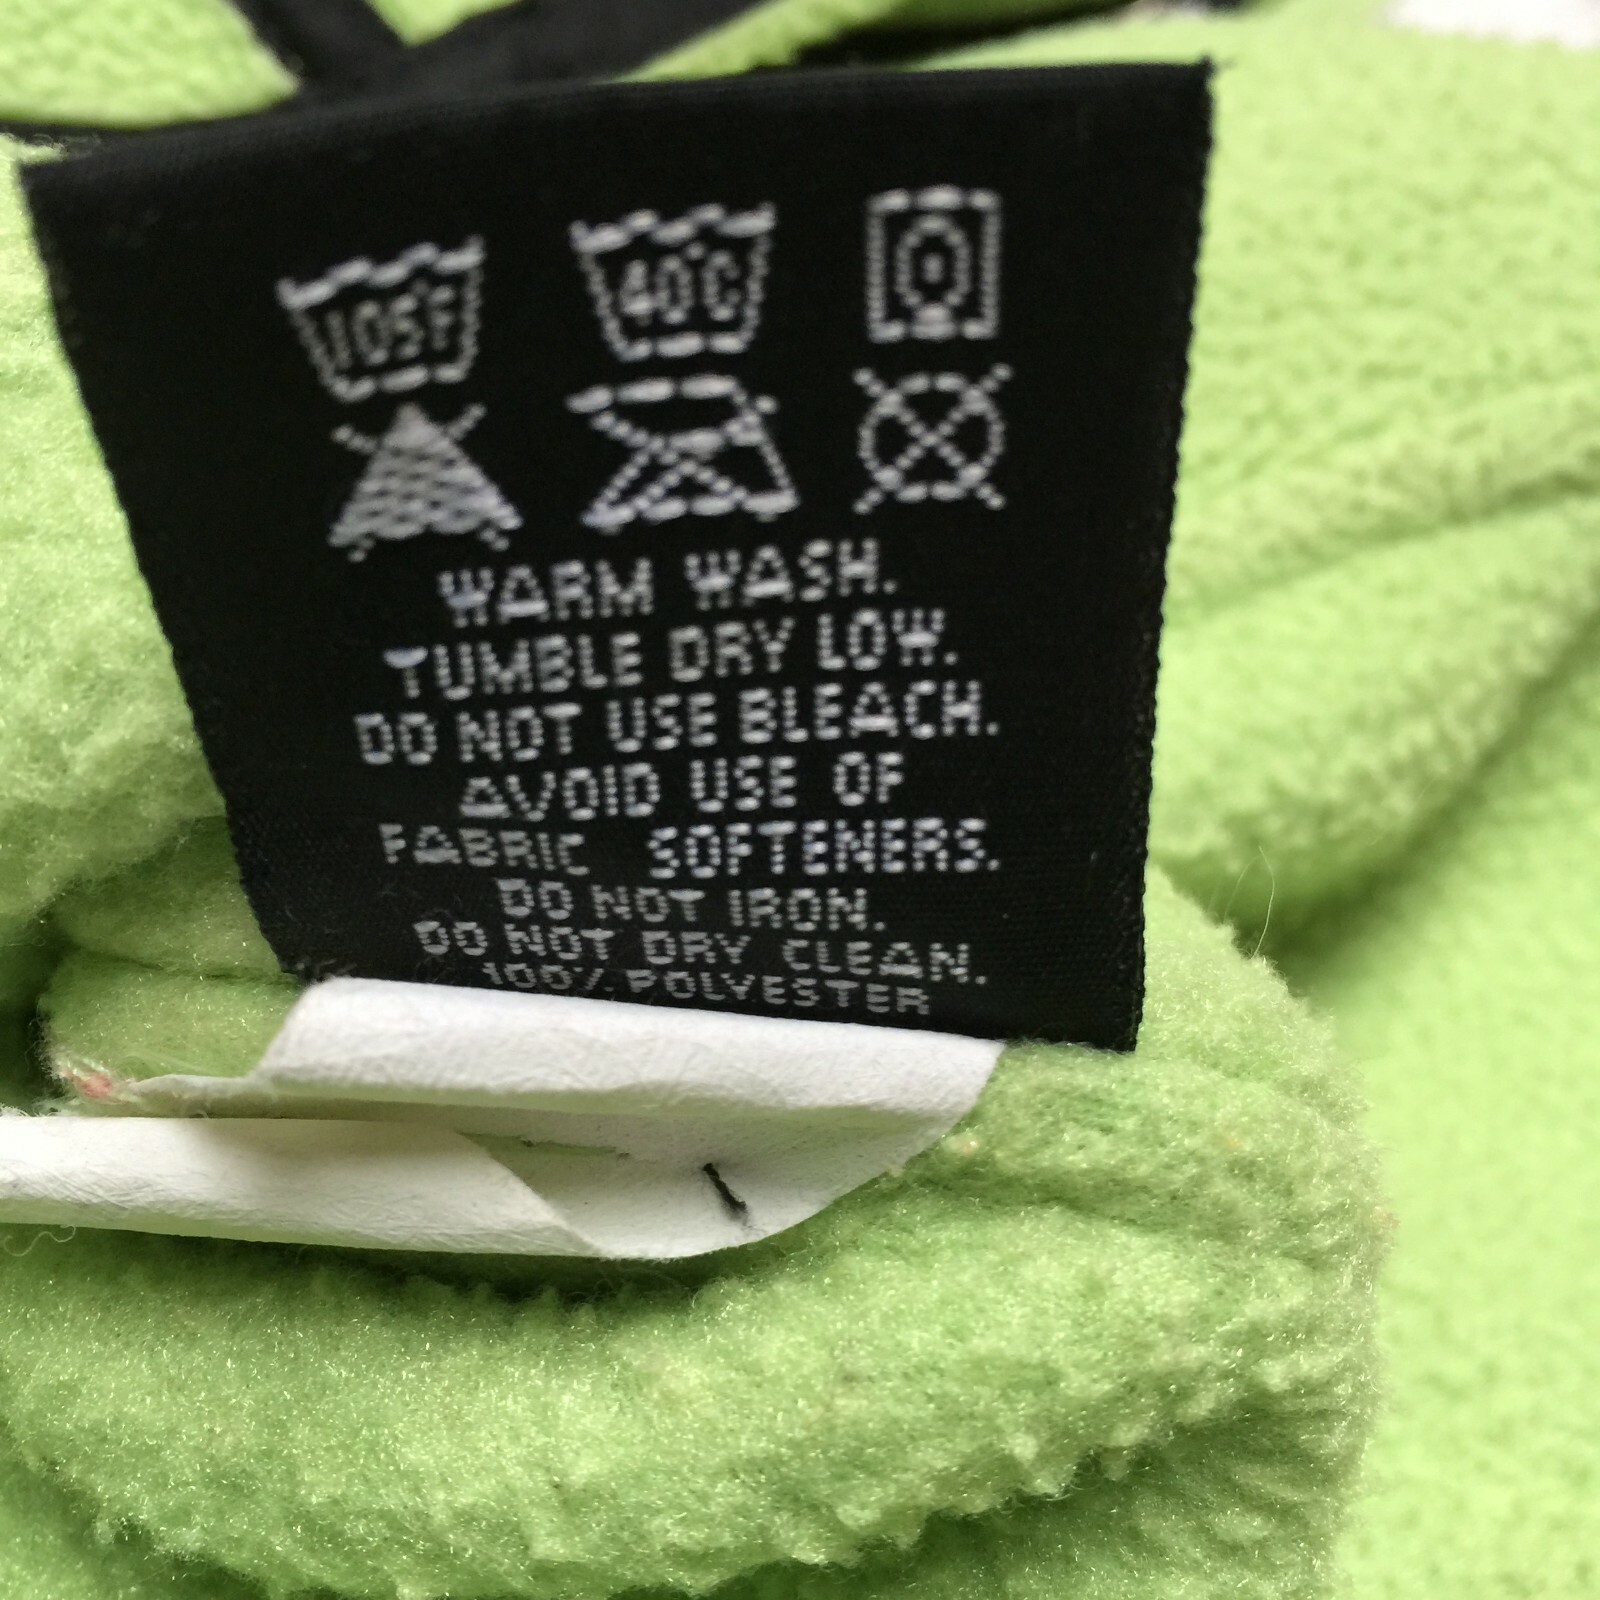 105°F 40°C
WARM WASH.
TUMBLE DRY LOW.
DO NOT USE BLEACH.
AVOID USE OF
FABRIC SOFTENERS.
DO NOT IRON.
DO NOT DRY CLEAN.
100% POLYESTER